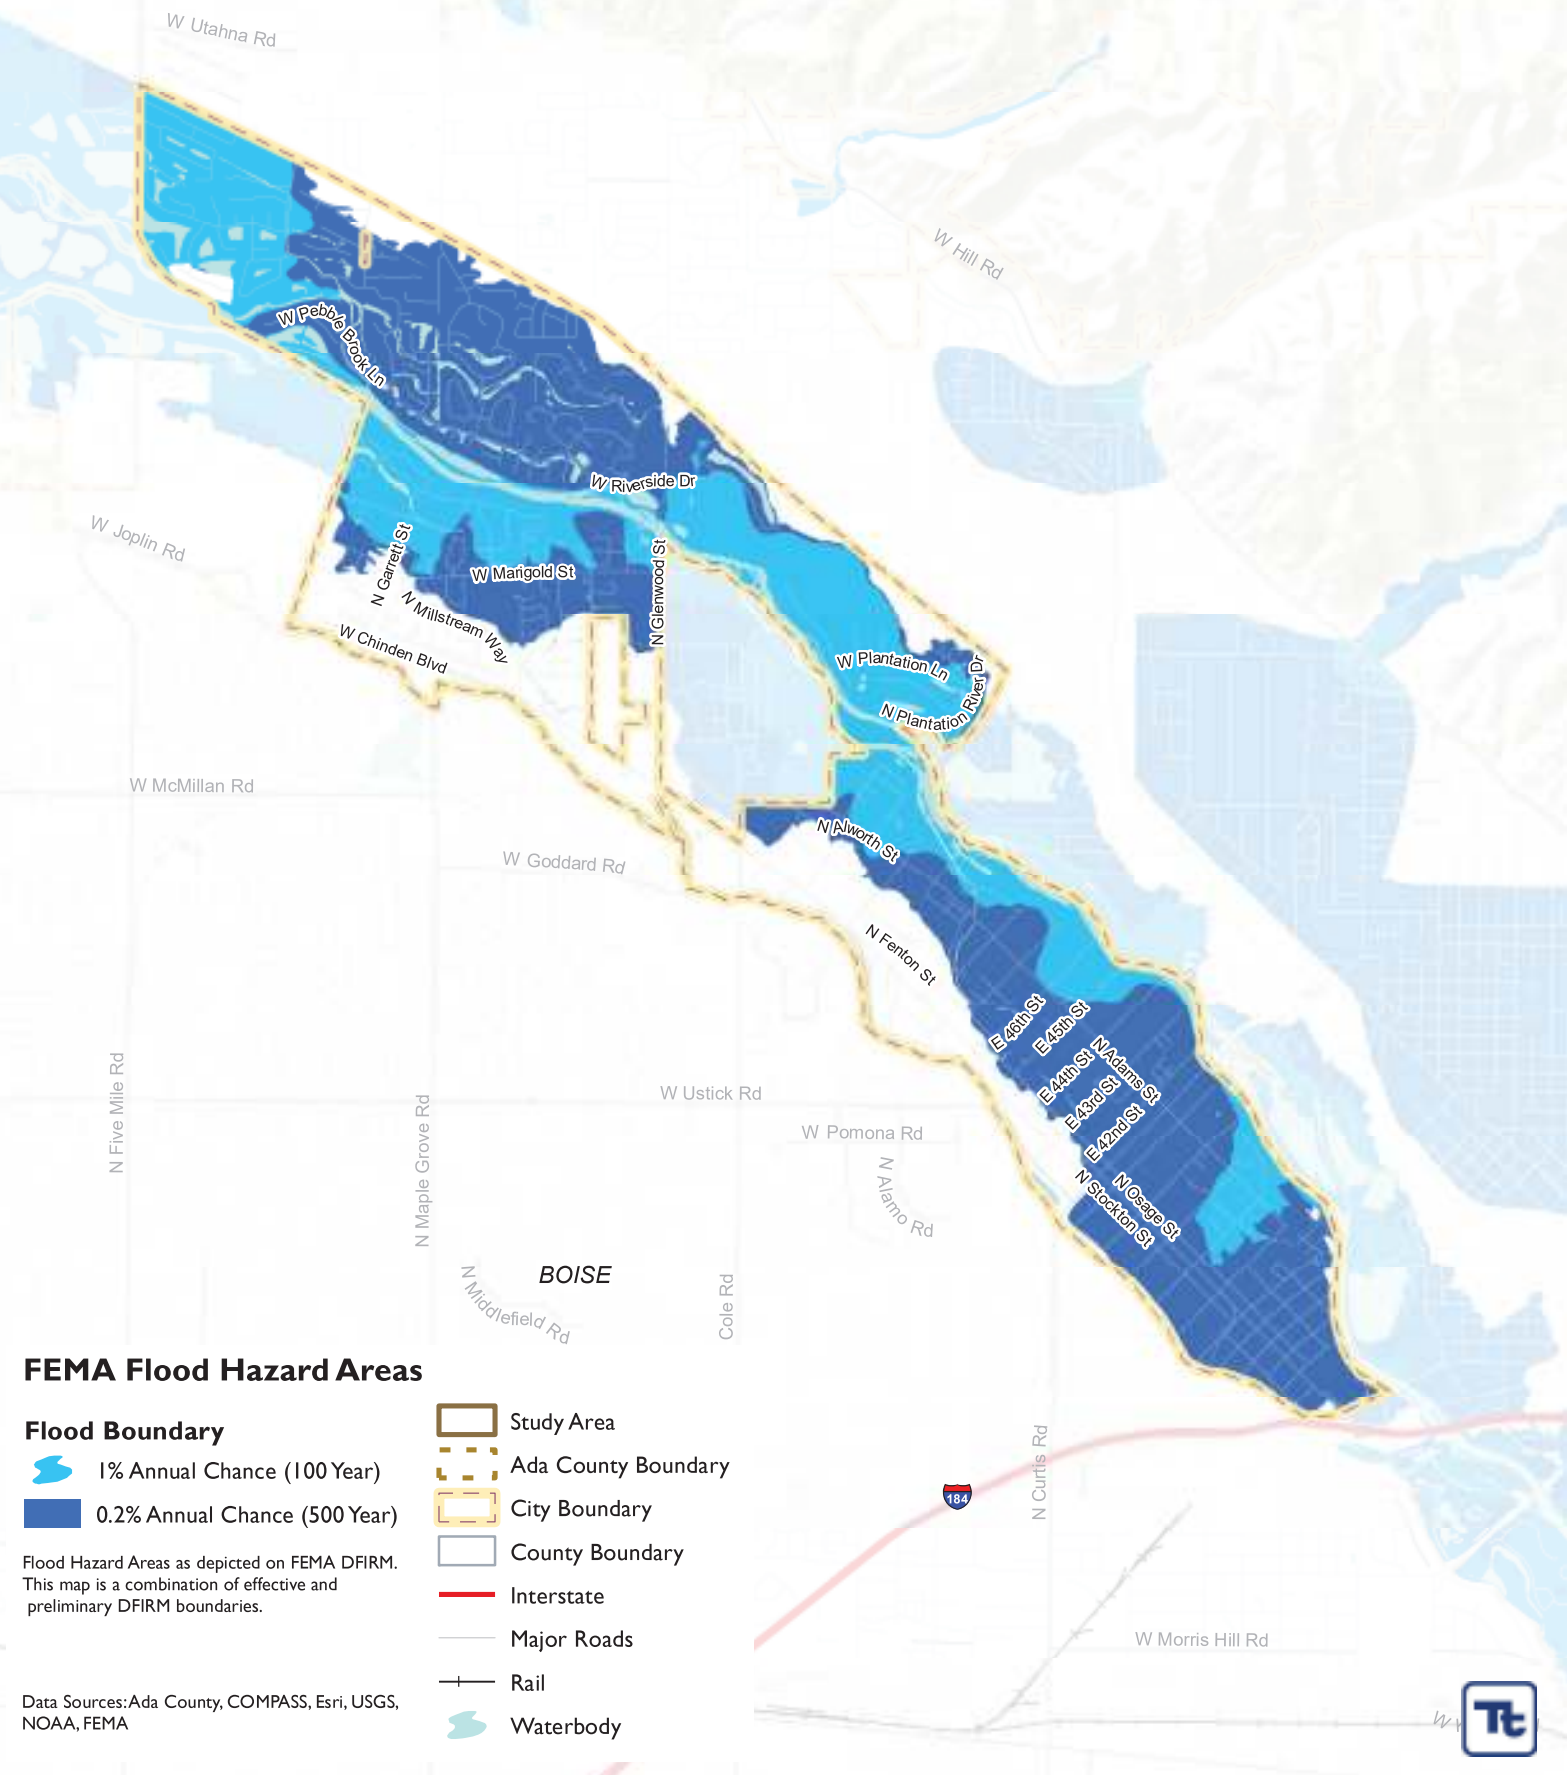 W Utahna Rd
W Hill Rd
W Pebble Brook Ln
W Riverside Dr
W Joplin Rd
N Garrett St
W Marigold St
N Glenwood St
N Millstream Way
W Chinden Blvd
W Plantation Ln
N Plantation River Dr
W McMillan Rd
N Alworth St
W Goddard Rd
N Fenton St
E 46th St
E 45th St
N Adams St
E 44th St
E 43rd St
E 42nd St
N Five Mile Rd
N Maple Grove Rd
W Ustick Rd
W Pomona Rd
N Alamo Rd
N Osage St
N Stockton St
BOISE
N Middlefield Rd
Cole Rd
N Curtis Rd
184
W Morris Hill Rd
W
FEMA Flood Hazard Areas
Flood Boundary
1% Annual Chance (100 Year)
0.2% Annual Chance (500 Year)
Flood Hazard Areas as depicted on FEMA DFIRM.
This map is a combination of effective and
preliminary DFIRM boundaries.
Data Sources: Ada County, COMPASS, Esri, USGS,
NOAA, FEMA
Study Area
Ada County Boundary
City Boundary
County Boundary
Interstate
Major Roads
Rail
Waterbody
Tt